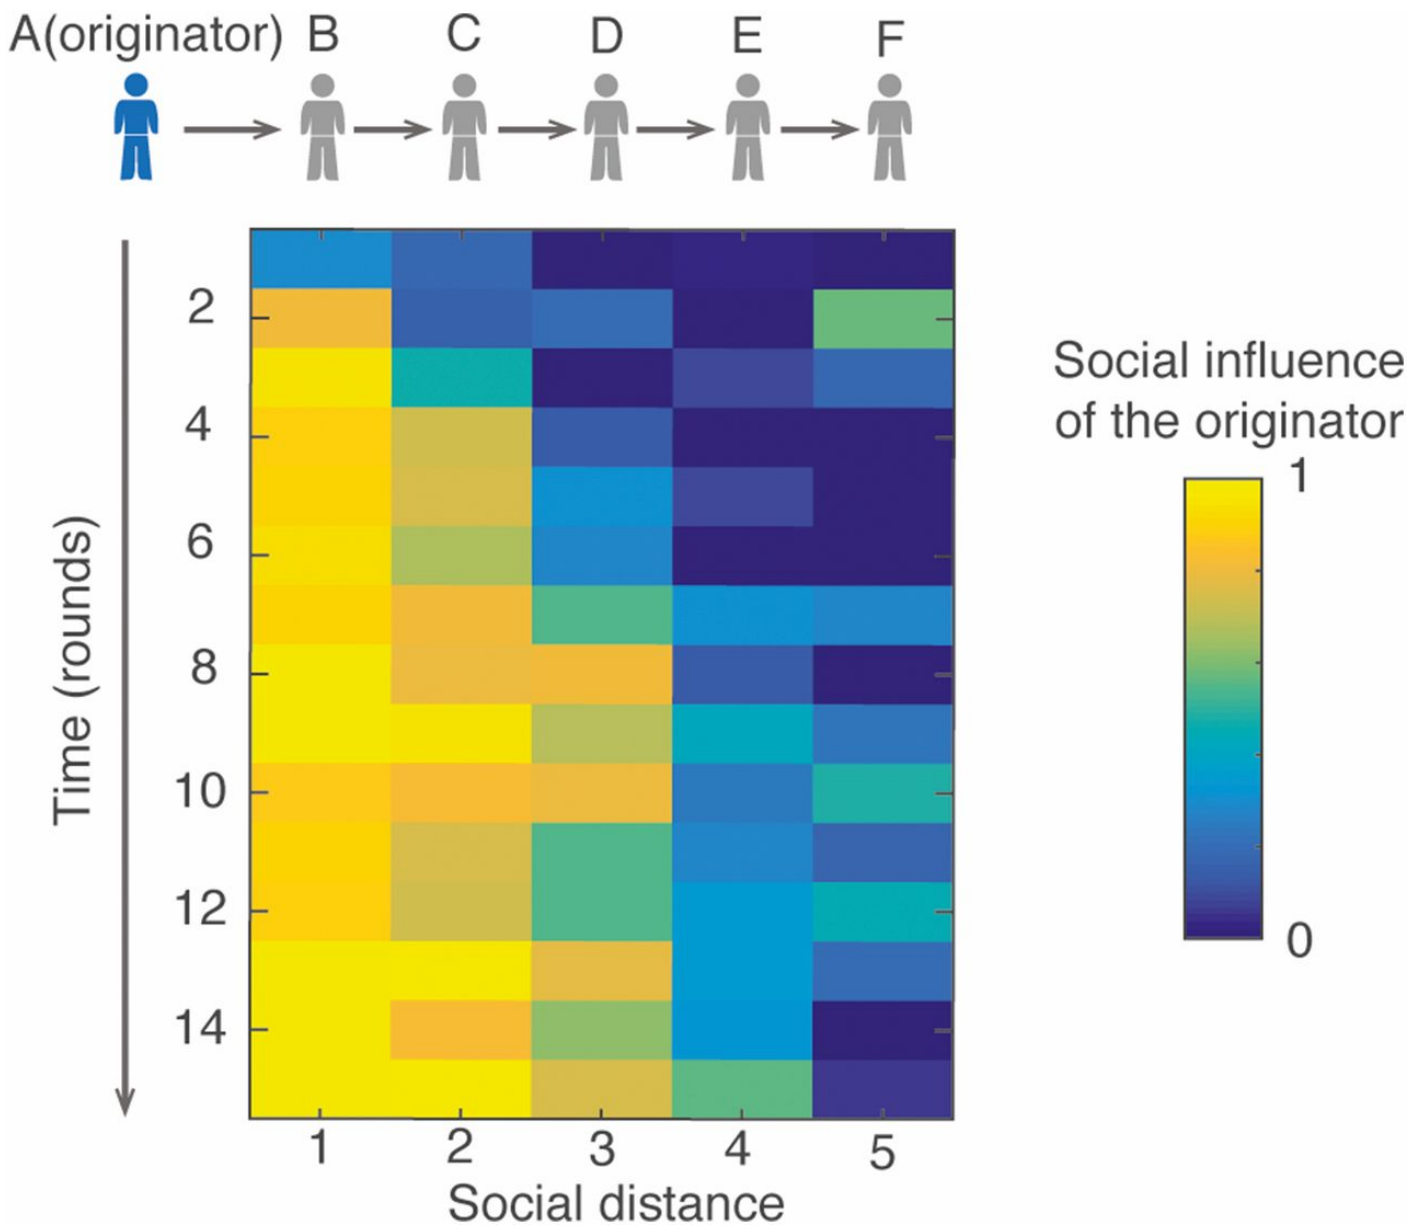 A(originator) B C D E F
2
4
6
8
10
12
14
Time (rounds)
1 2 3 4 5
Social distance
Social influence
of the originator
1
0